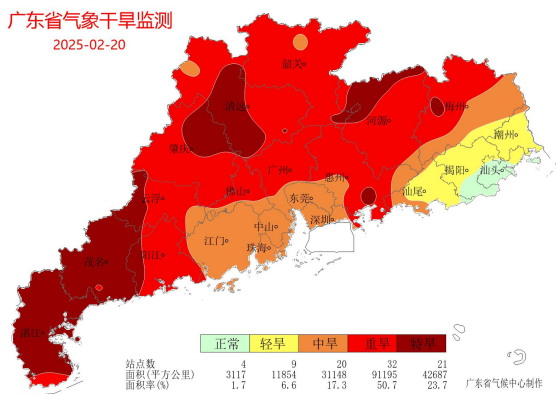 广东省气象干旱监测
2025-02-20
韶关
清远
河源
梅州
潮州
肇庆
广州
惠州
揭阳
汕头
云浮
佛山
东莞
汕尾
深圳
中山
江门
珠海
阳江
茂名
湛江
正常 轻旱 中旱 重旱 特旱
站点数 4 9 20 32 21
面积(平方公里) 3117 11854 31148 91195 42687
面积率(%) 1.7 6.6 17.3 50.7 23.7
广东省气候中心制作